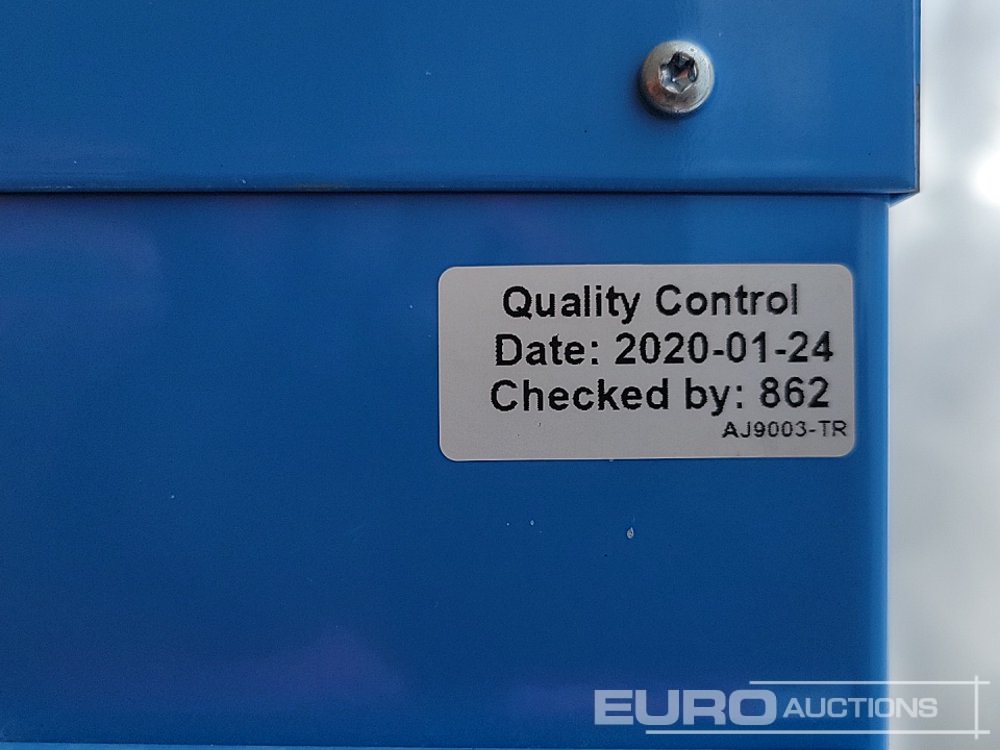 Quality Control
Date: 2020-01-24
Checked by: 862
AJ9003-TR
EURO AUCTIONS